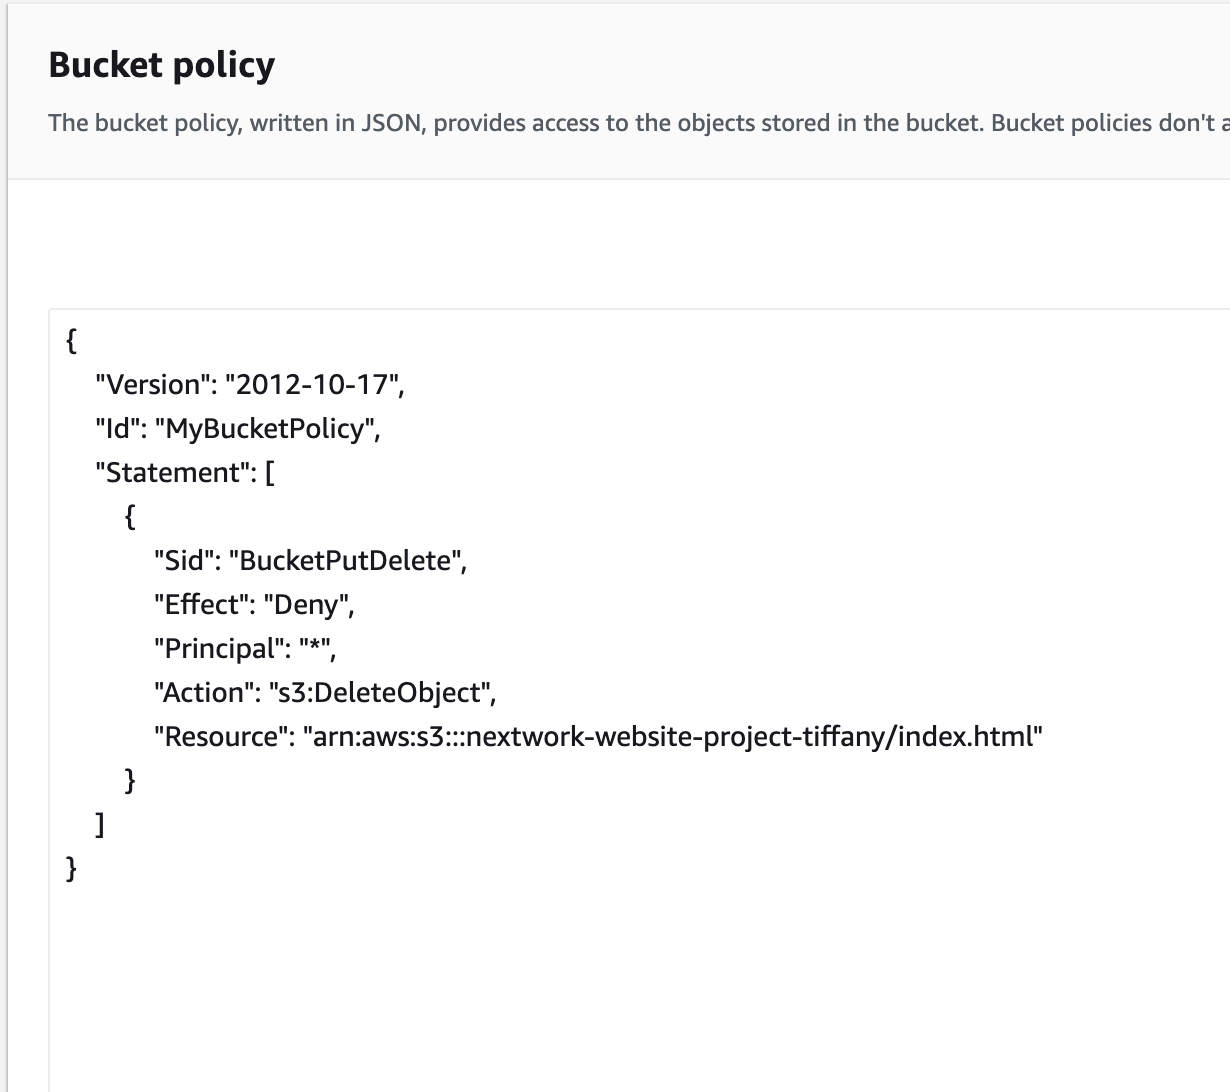 Bucket policy
The bucket policy, written in JSON, provides access to the objects stored in the bucket. Bucket policies don't a
{
"Version": "2012-10-17",
"Id": "MyBucketPolicy",
"Statement": [
{
"Sid": "BucketPutDelete",
"Effect": "Deny",
"Principal": "*",
"Action": "s3:DeleteObject",
"Resource": "arn:aws:s3:::nextwork-website-project-tiffany/index.html"
}
]
}